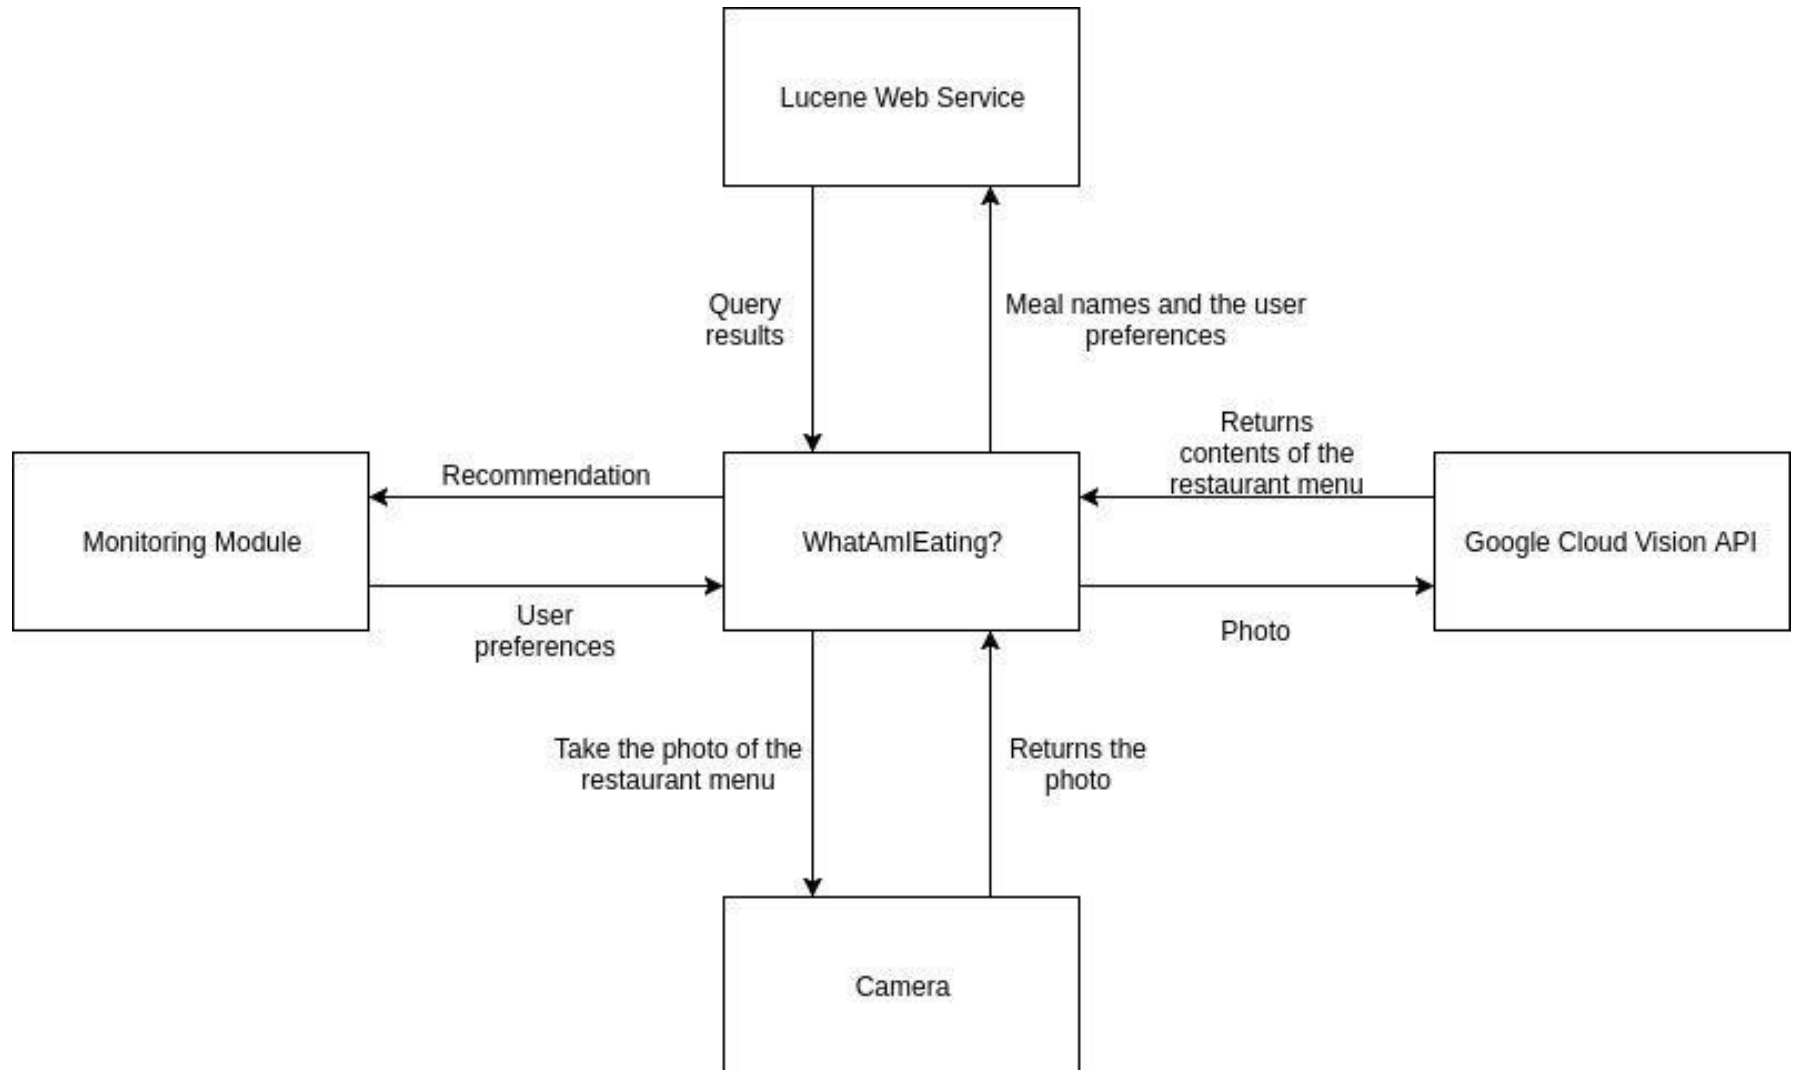 Lucene Web Service
Query
results
Meal names and the user
preferences
Returns
contents of the
restaurant menu
Recommendation
Monitoring Module
WhatAmIEating?
Google Cloud Vision API
User
preferences
Photo
Take the photo of the
restaurant menu
Returns the
photo
Camera